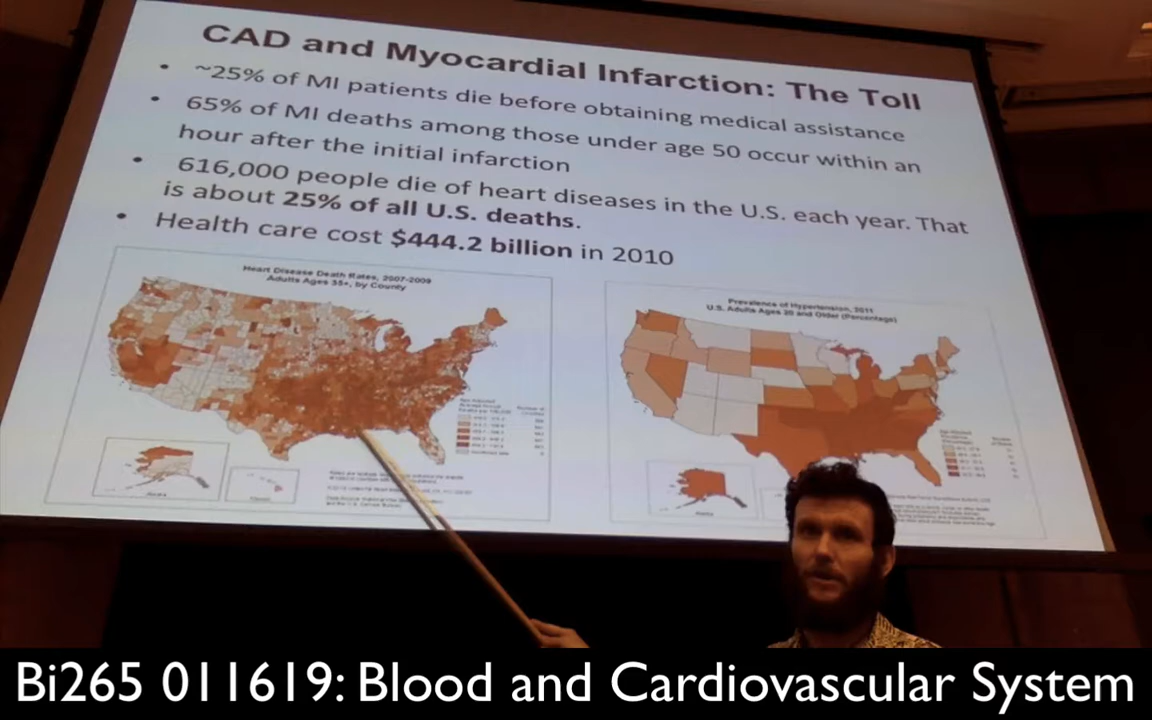 CAD and Myocardial Infarction: The Toll
• ~25% of MI patients die before obtaining medical assistance
• 65% of MI deaths among those under age 50 occur within an
hour after the initial infarction
• 616,000 people die of heart diseases in the U.S. each year. That
is about 25% of all U.S. deaths.
• Health care cost $444.2 billion in 2010
Heart Disease Death Rates, 2007-2009
Adults Ages 35+, by County
Prevalence of Hypertension, 2011
U.S. Adults Ages 20 and Older (Percentage)
Alaska
Bi265 011619: Blood and Cardiovascular System